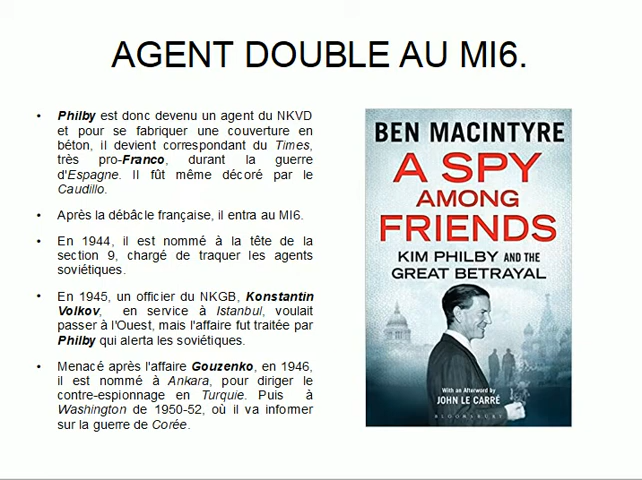 AGENT DOUBLE AU MI6.
• Philby est donc devenu un agent du NKVD
et pour se fabriquer une couverture en
béton, il devient correspondant du Times,
très pro-Franco, durant la guerre
d'Espagne. Il fût même décoré par le
Caudillo.
• Après la débâcle française, il entra au MI6.
• En 1944, il est nommé à la tête de la
section 9, chargé de traquer les agents
soviétiques.
• En 1945, un officier du NKGB, Konstantin
Volkov, en service à Istanbul, voulait
passer à l'Ouest, mais l'affaire fut traitée par
Philby qui alerta les soviétiques.
• Menacé après l'affaire Gouzenko, en 1946,
il est nommé à Ankara, pour diriger le
contre-espionnage en Turquie. Puis à
Washington de 1950-52, où il va informer
sur la guerre de Corée.
BEN MACINTYRE
A SPY
AMONG
FRIENDS
KIM PHILBY AND THE
GREAT BETRAYAL
With an Afterword by
JOHN LE CARRÉ
BLOOMSBURY